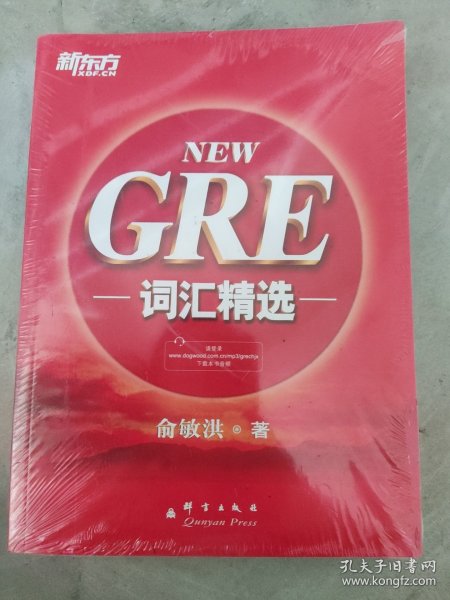 新东方
XDF.CN
NEW
GRE
词汇精选
请登录
www.dogwood.com.cn/mp3/grechjx
下载本书音频
俞敏洪 著
群言出版社
Qunyan Press
孔夫子旧书网
www.kongfz.com